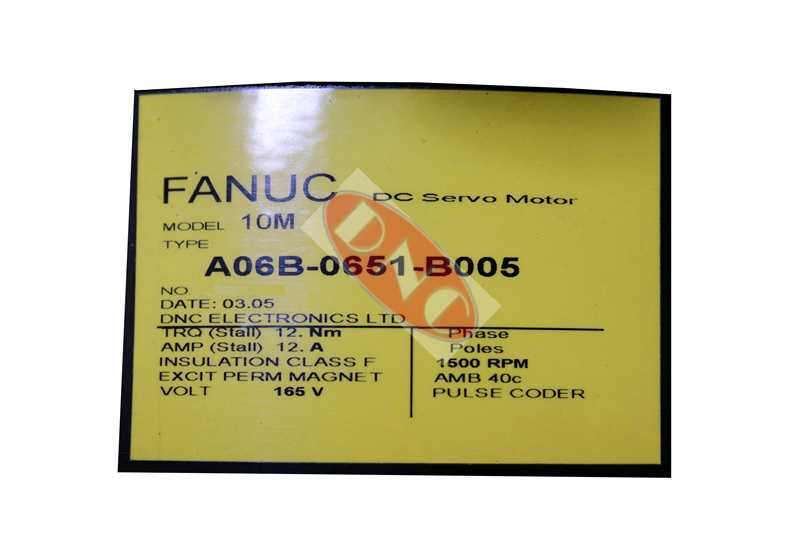 FANUC DC Servo Motor
MODEL 10M
TYPE
A06B-0651-B005
NO
DATE: 03.05
DNC ELECTRONICS LTD
TRQ (Stall) 12. Nm Phase
AMP (Stall) 12. A Poles
INSULATION CLASS F 1500 RPM
EXCIT PERM MAGNET AMB 40c
VOLT 165 V PULSE CODER
DNC